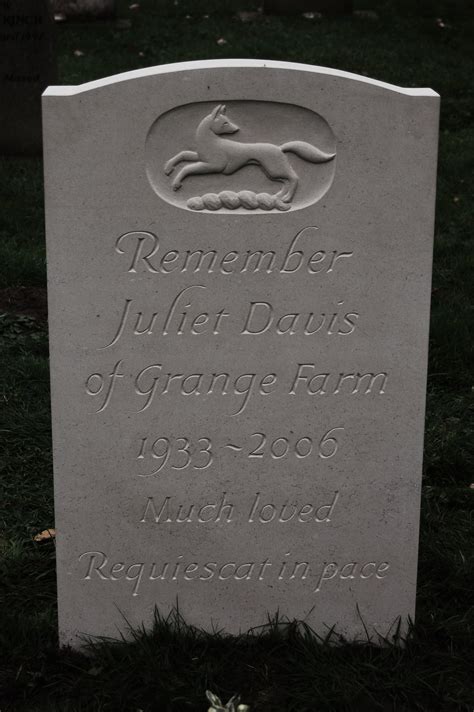 Remember
Juliet Davis
of Grange Farm
1933~2006
Much loved
Requiescat in pace